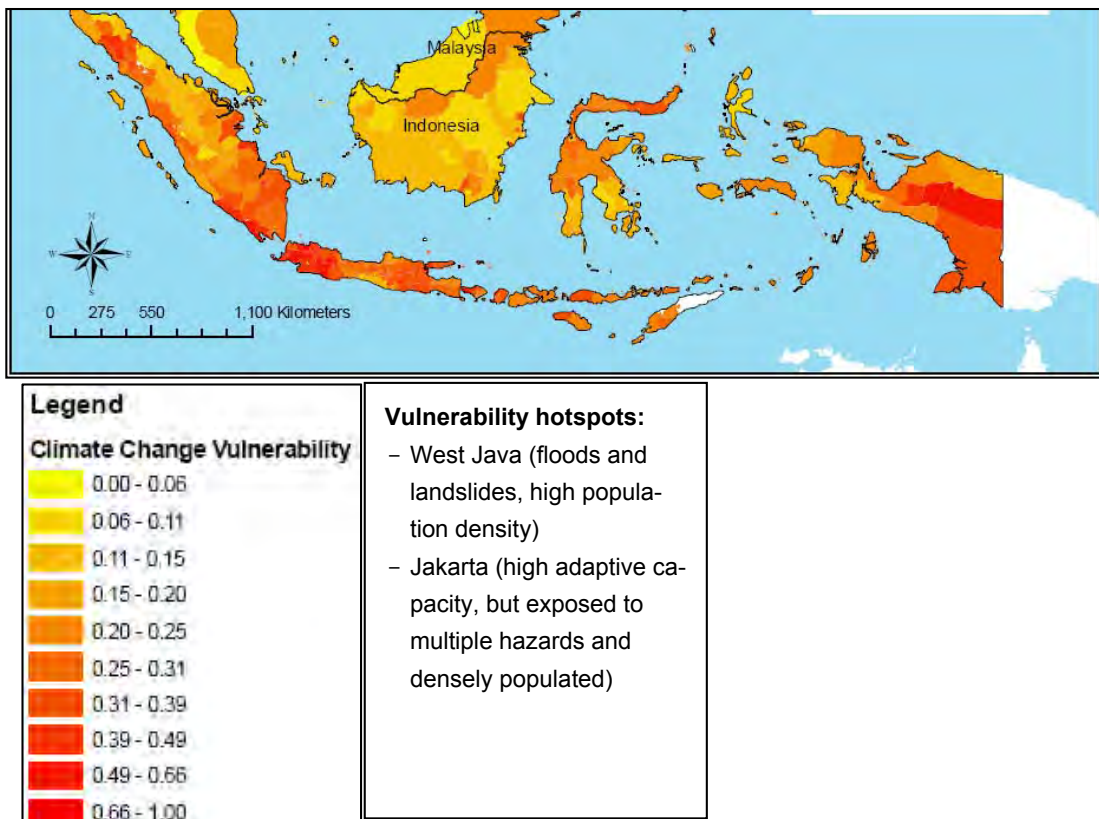 Malaysia
Indonesia
N
W
E
S
0 275 550 1,100 Kilometers
Legend
Climate Change Vulnerability
0.00 - 0.06
0.06 - 0.11
0.11 - 0.15
0.15 - 0.20
0.20 - 0.25
0.25 - 0.31
0.31 - 0.39
0.39 - 0.49
0.49 - 0.66
0.66 - 1.00
Vulnerability hotspots:
– West Java (floods and
landslides, high popula-
tion density)
– Jakarta (high adaptive ca-
pacity, but exposed to
multiple hazards and
densely populated)